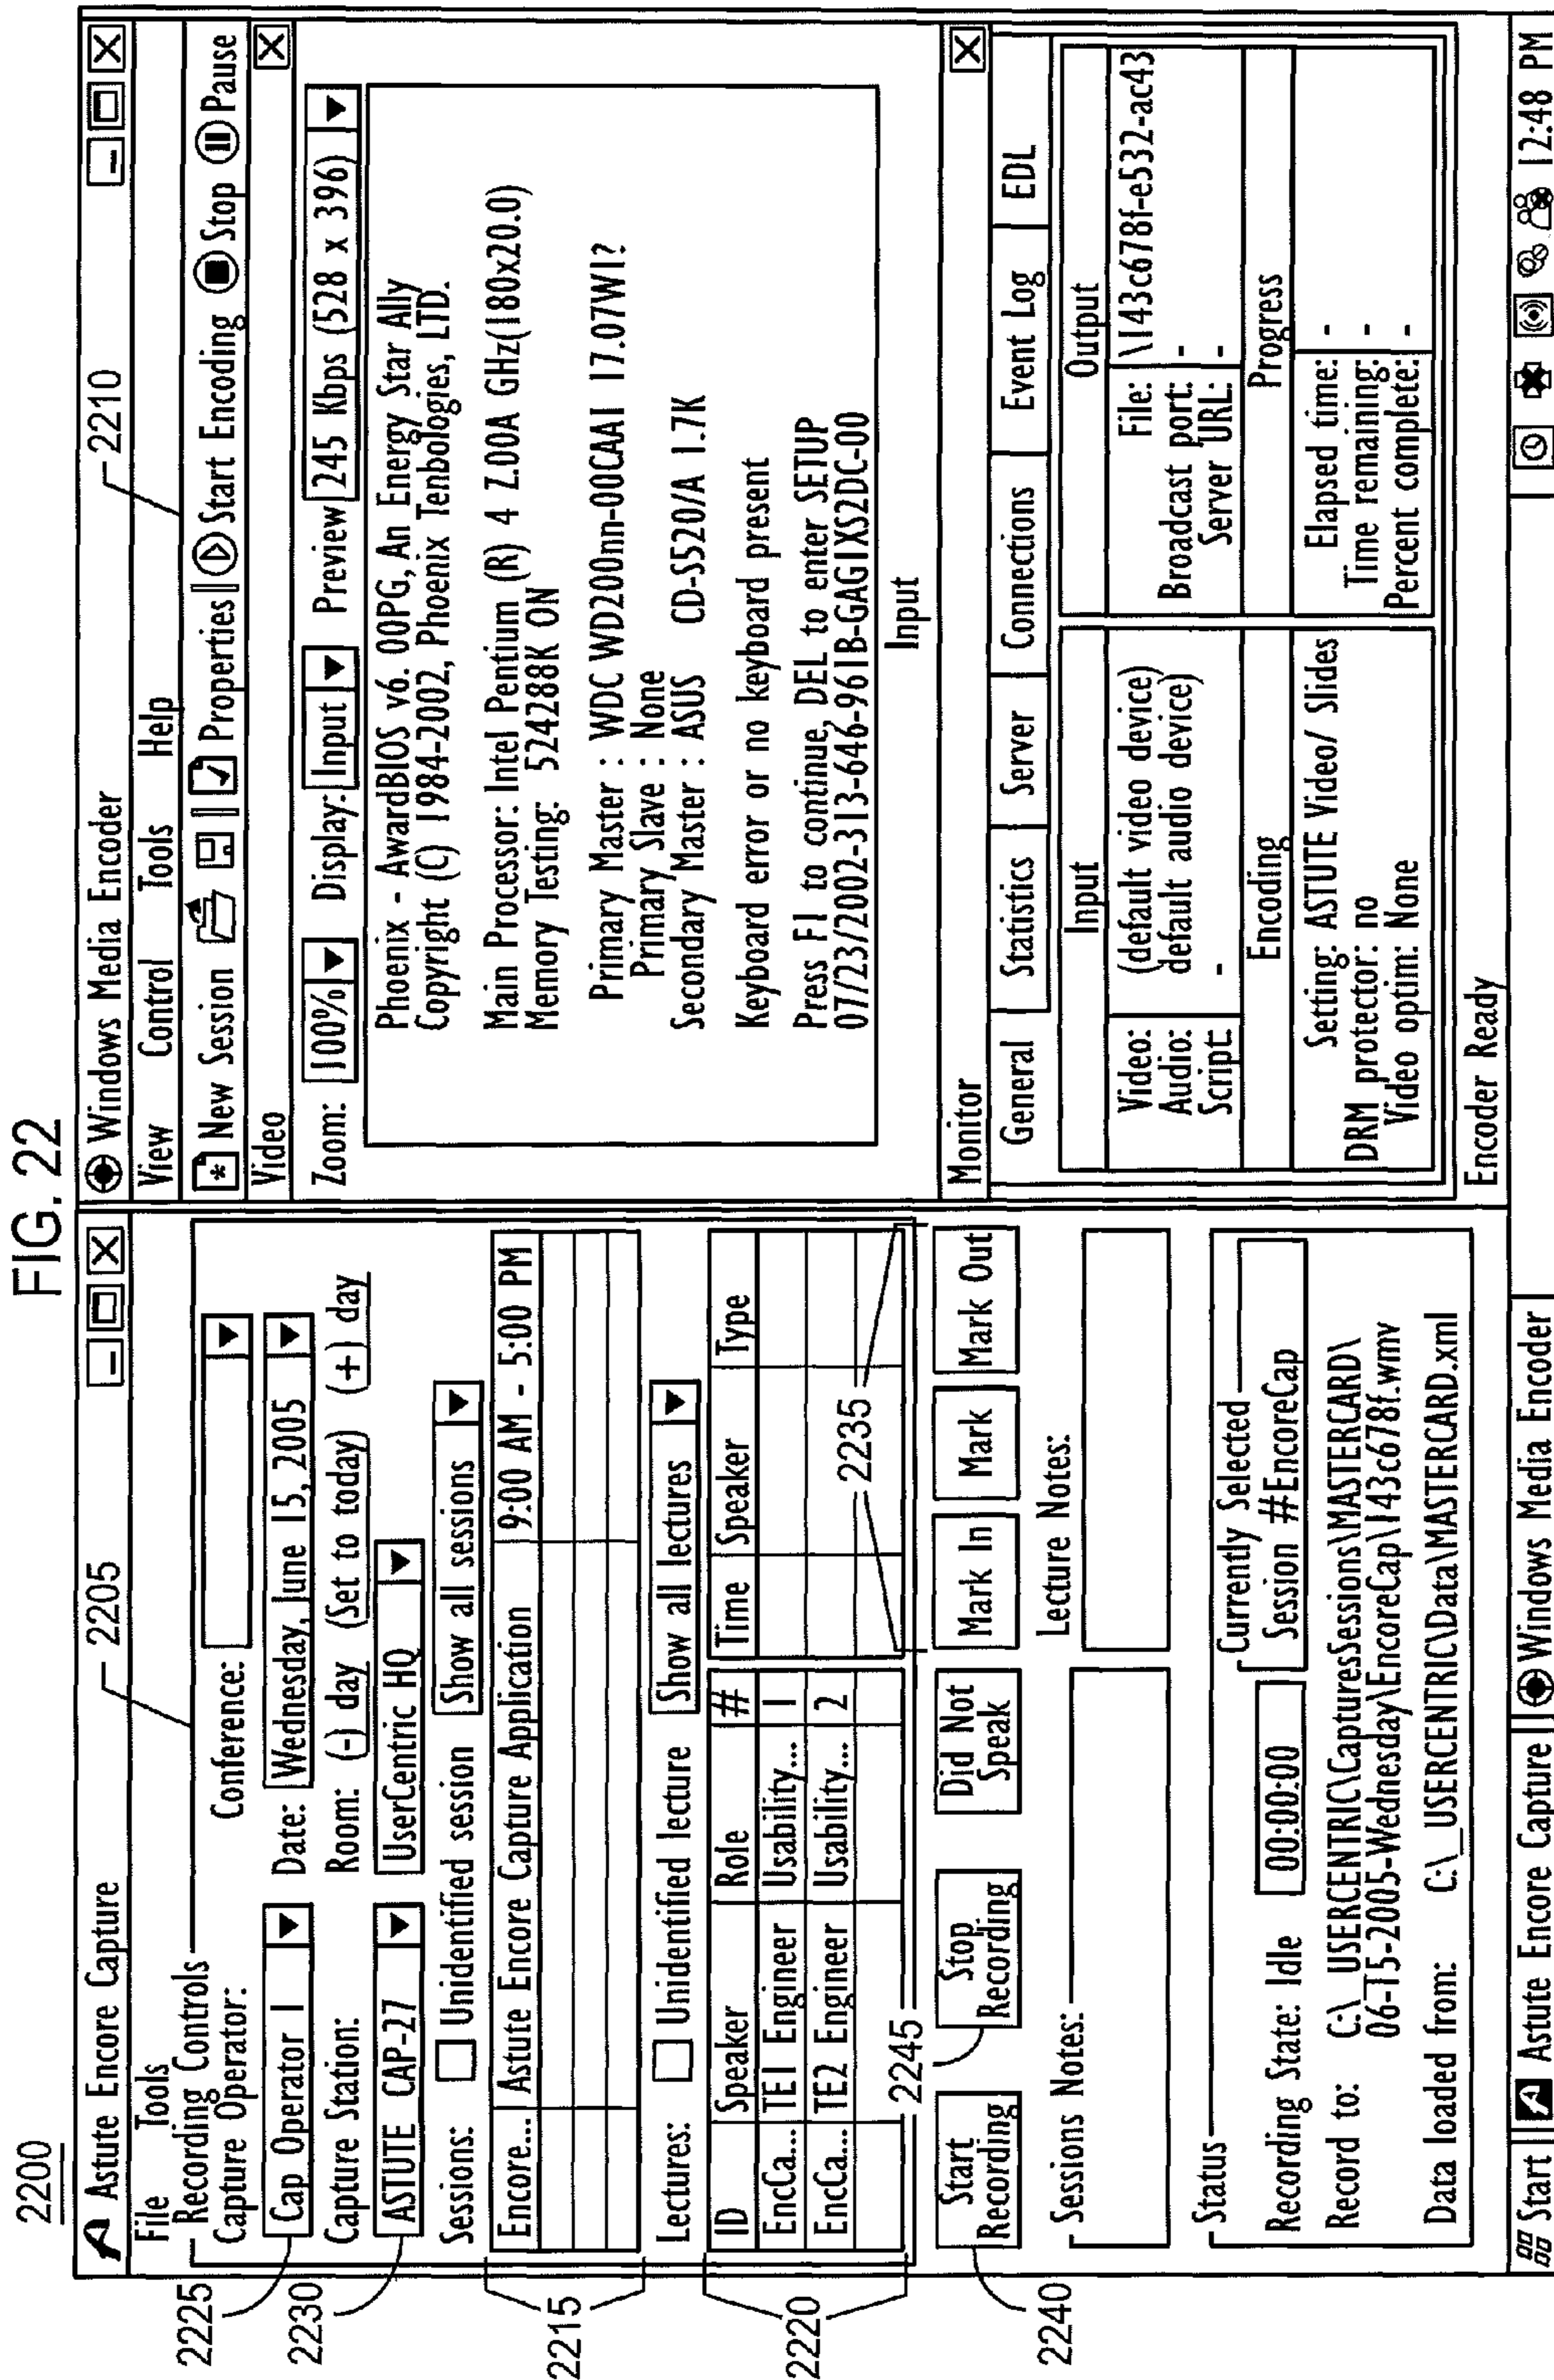 FIG. 22
2200
Astute Encore Capture
2205
File Tools
Recording Controls
Capture Operator:
Conference:
2225
Cap Operator 1
Date: Wednesday, June 15, 2005
Capture Station:
Room: (-) day (Set to today) (+) day
2230
ASTUTE CAP-27
UserCentric HQ
Sessions: Unidentified session Show all sessions
2215
Encore... Astute Encore Capture Application 9:00 AM - 5:00 PM
Lectures: Unidentified lecture Show all lectures
2220
ID Speaker Role # Time Speaker Type
EncCa... TE1 Engineer Usability... 1
EncCa... TE2 Engineer Usability... 2
2235
2245
2240
Start Recording
Stop Recording
Did Not Speak
Mark In
Mark
Mark Out
Sessions Notes:
Lecture Notes:
Status
Currently Selected
Recording State: Idle 00:00:00 Session #EncoreCap
Record to: C:\_USERCENTRIC\CapturesSessions\MASTERCARD\
06-T5-2005-Wednesday\EncoreCap\143c678f.wmv
Data loaded from: C:\_USERCENTRIC\Data\MASTERCARD.xml
Windows Media Encoder
2210
View Control Tools Help
New Session Properties Start Encoding Stop Pause
Video
Zoom: 100% Display: Input Preview 245 Kbps (528 x 396)
Phoenix - AwardBIOS v6. 00PG, An Energy Star Ally
Copyright (C) 1984-2002, Phoenix Tenbologies, LTD.
Main Processor: Intel Pentium (R) 4 Z.00A GHz(180x20.0)
Memory Testing: 524288K ON
Primary Master : WDC WD200nn-00CAA1 17.07W1?
Primary Slave : None
Secondary Master : ASUS CD-S520/A 1.7K
Keyboard error or no keyboard present
Press F1 to continue, DEL to enter SETUP
07/23/2002-313-646-961B-GAG1XS2DC-00
Input
Monitor
General Statistics Server Connections Event Log EDL
Input
Video: (default video device)
Audio: default audio device)
Script: -
Output
File: \143c678f-e532-ac43
Broadcast port: -
Server URL: -
Encoding
Setting: ASTUTE Video/ Slides
DRM protector: no
Video optim: None
Progress
Elapsed time: -
Time remaining: -
Percent complete: -
Encoder Ready
Start Astute Encore Capture Windows Media Encoder 12:48 PM